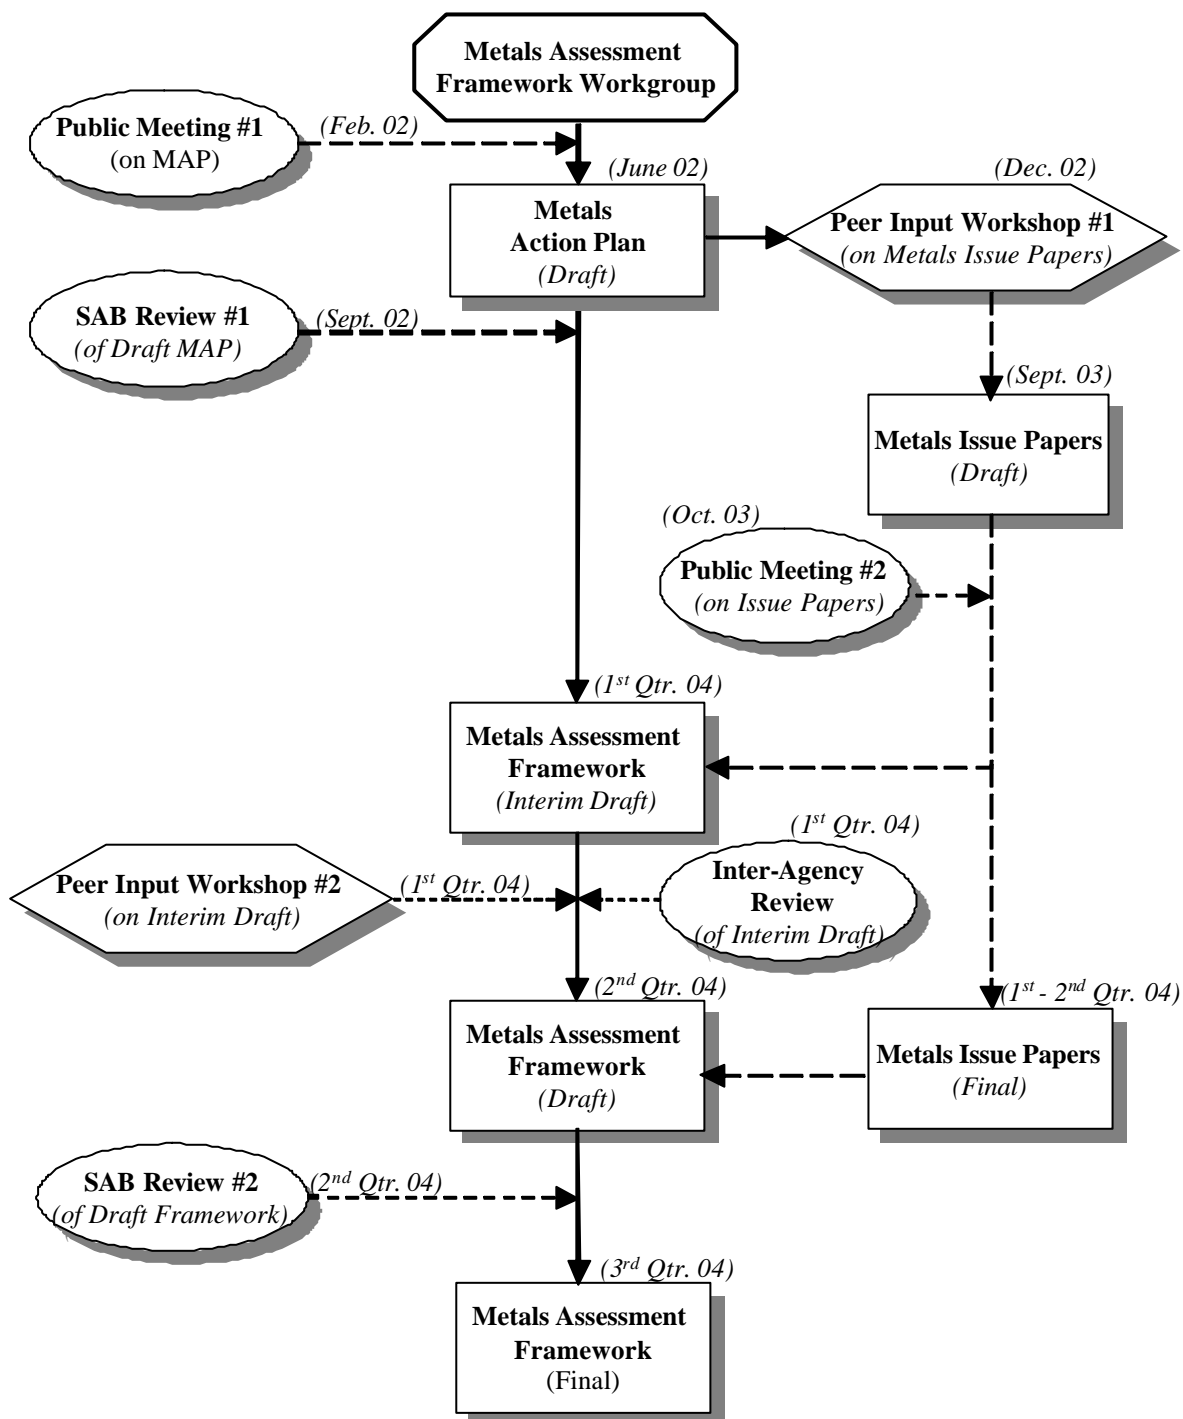 Metals Assessment
Framework Workgroup
Public Meeting #1
(on MAP)
(Feb. 02)
(June 02)
Metals
Action Plan
(Draft)
(Dec. 02)
Peer Input Workshop #1
(on Metals Issue Papers)
SAB Review #1
(of Draft MAP)
(Sept. 02)
(Sept. 03)
Metals Issue Papers
(Draft)
(Oct. 03)
Public Meeting #2
(on Issue Papers)
(1st Qtr. 04)
Metals Assessment
Framework
(Interim Draft)
Peer Input Workshop #2
(on Interim Draft)
(1st Qtr. 04)
(1st Qtr. 04)
Inter-Agency
Review
(of Interim Draft)
(2nd Qtr. 04)
Metals Assessment
Framework
(Draft)
(1st - 2nd Qtr. 04)
Metals Issue Papers
(Final)
SAB Review #2
(of Draft Framework)
(2nd Qtr. 04)
(3rd Qtr. 04)
Metals Assessment
Framework
(Final)